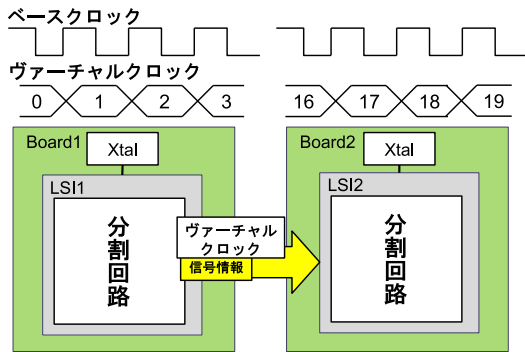 ベースクロック
ヴァーチャルクロック
0 1 2 3 16 17 18 19
Board1
Xtal
LSI1
分割回路
ヴァーチャル
クロック
信号情報
Board2
Xtal
LSI2
分割回路